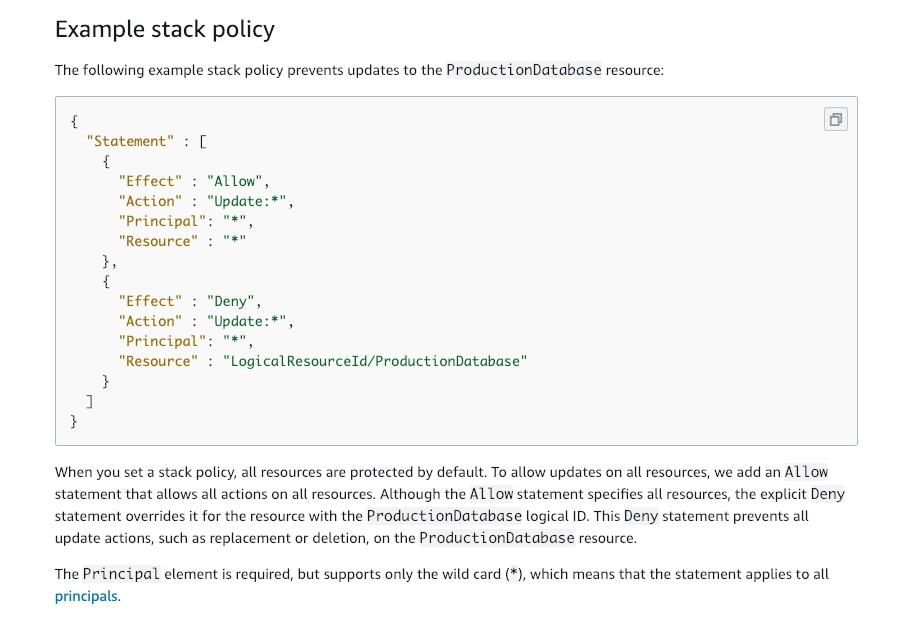 Example stack policy
The following example stack policy prevents updates to the ProductionDatabase resource:
{
  "Statement" : [
    {
      "Effect" : "Allow",
      "Action" : "Update:*",
      "Principal": "*",
      "Resource" : "*"
    },
    {
      "Effect" : "Deny",
      "Action" : "Update:*",
      "Principal": "*",
      "Resource" : "LogicalResourceId/ProductionDatabase"
    }
  ]
}
When you set a stack policy, all resources are protected by default. To allow updates on all resources, we add an Allow
statement that allows all actions on all resources. Although the Allow statement specifies all resources, the explicit Deny
statement overrides it for the resource with the ProductionDatabase logical ID. This Deny statement prevents all
update actions, such as replacement or deletion, on the ProductionDatabase resource.
The Principal element is required, but supports only the wild card (*), which means that the statement applies to all
principals.